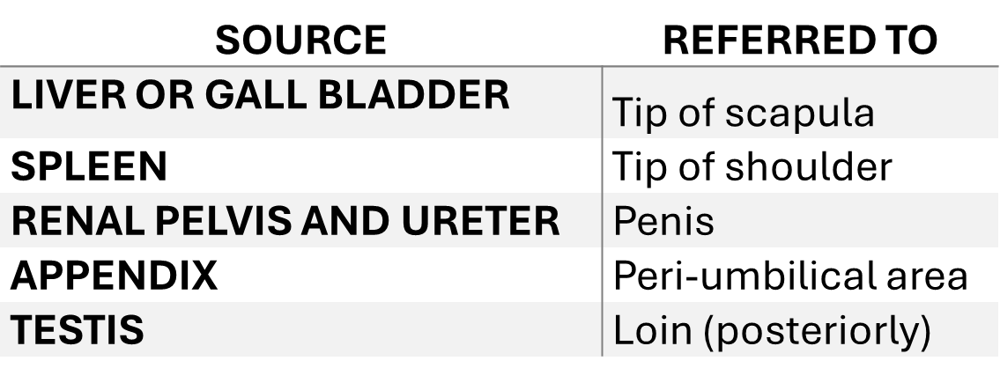 SOURCE REFERRED TO
LIVER OR GALL BLADDER Tip of scapula
SPLEEN Tip of shoulder
RENAL PELVIS AND URETER Penis
APPENDIX Peri-umbilical area
TESTIS Loin (posteriorly)